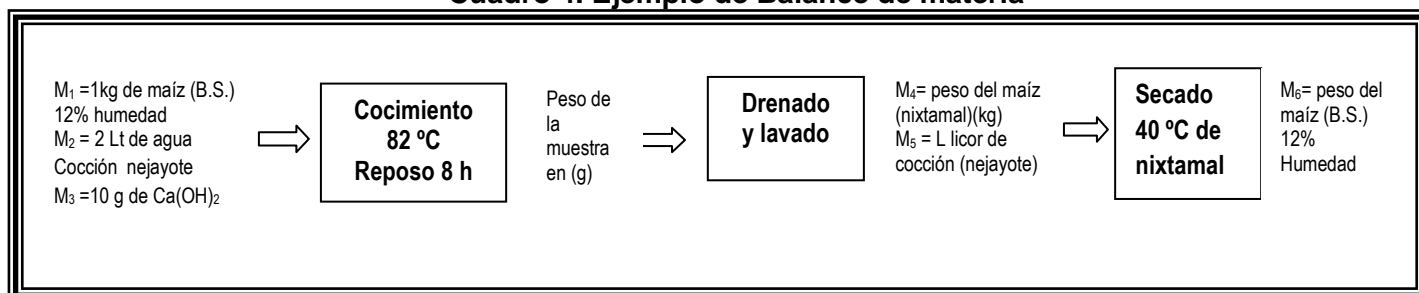 Cuadro 4. Ejemplo de Balance de materia
M₁ =1kg de maíz (B.S.)
12% humedad
M₂ = 2 Lt de agua
Cocción nejayote
M₃ =10 g de Ca(OH)₂
Cocimiento
82 ºC
Reposo 8 h
Peso de
la
muestra
en (g)
Drenado
y lavado
M₄= peso del maíz
(nixtamal)(kg)
M₅ = L licor de
cocción (nejayote)
Secado
40 ºC de
nixtamal
M₆= peso del
maíz (B.S.)
12%
Humedad